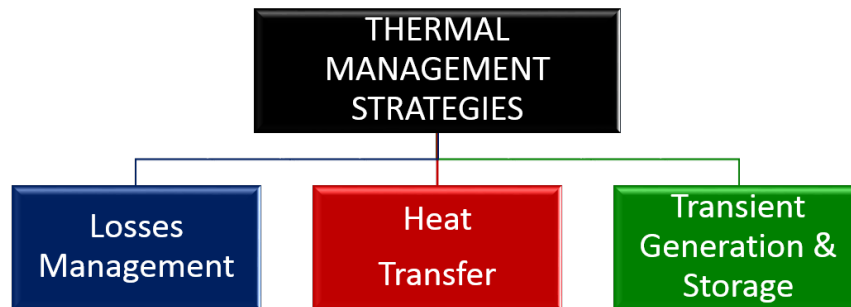 THERMAL
MANAGEMENT
STRATEGIES
Losses
Management
Heat
Transfer
Transient
Generation &
Storage